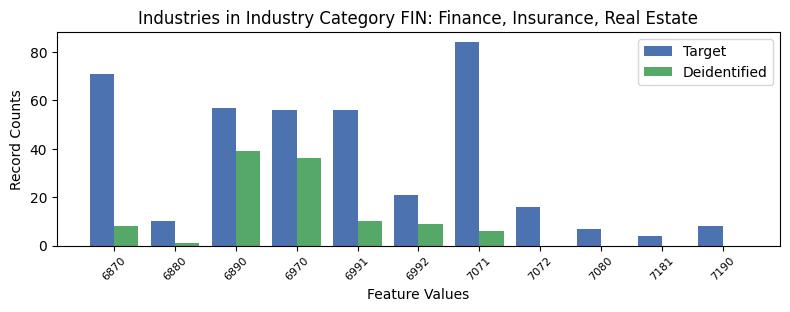 Industries in Industry Category FIN: Finance, Insurance, Real Estate
Target
Deidentified
Record Counts
80
60
40
20
0
6870 6880 6890 6970 6991 6992 7071 7072 7080 7181 7190
Feature Values